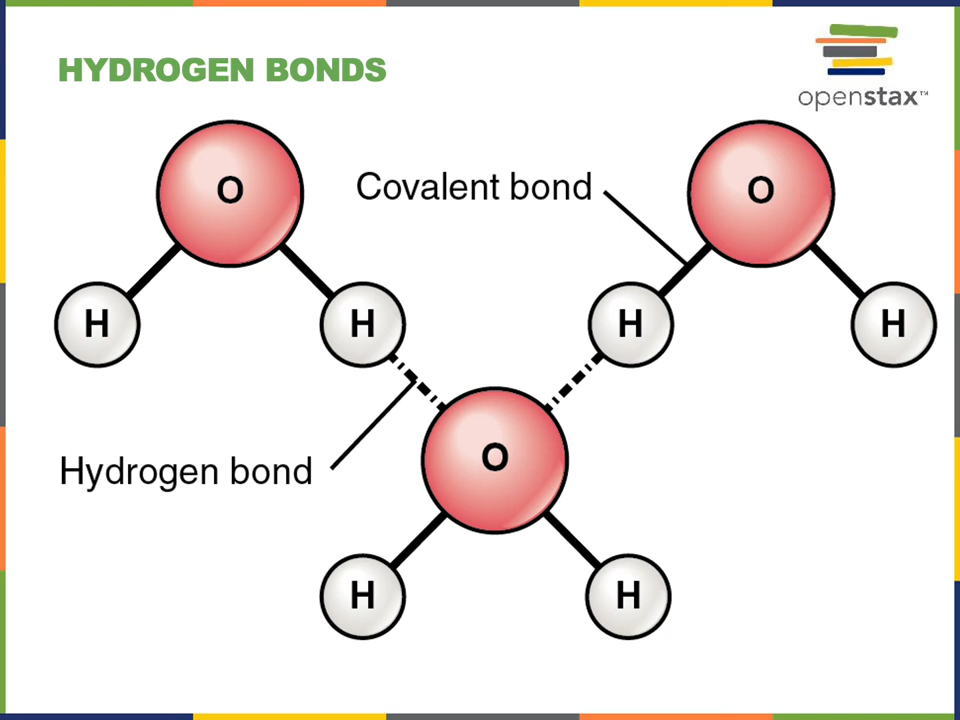 HYDROGEN BONDS
openstax™
O
Covalent bond
O
H
H
H
H
Hydrogen bond
O
H
H